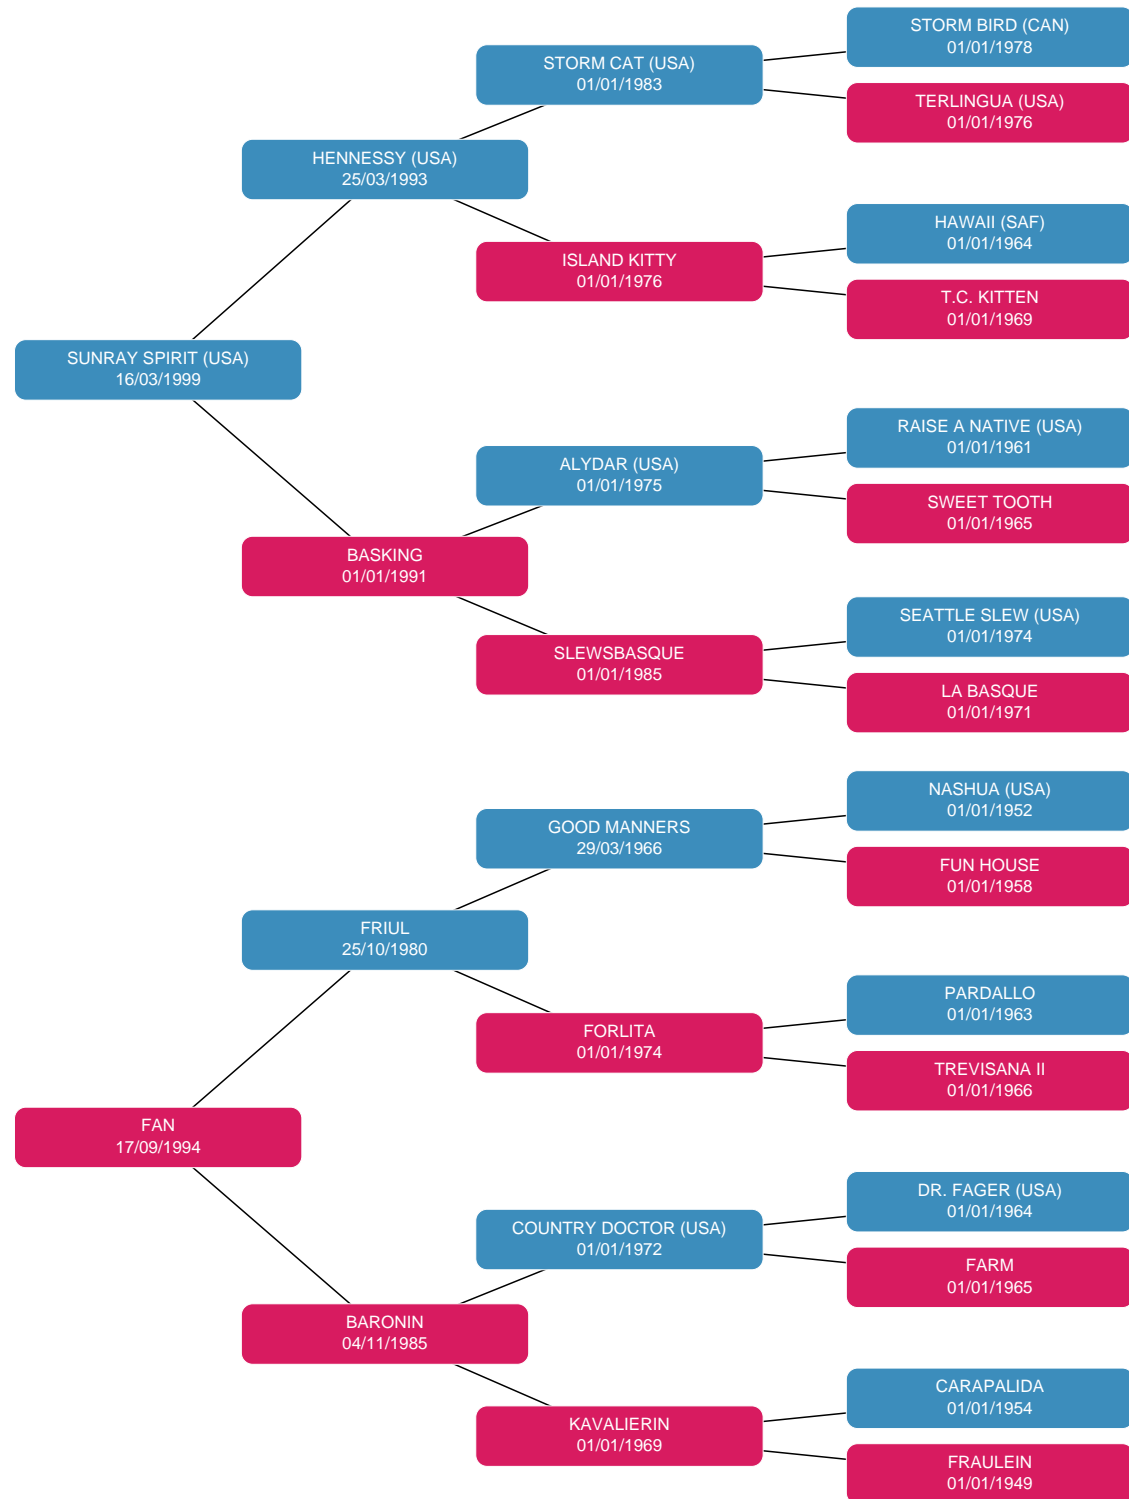 STORM BIRD (CAN)
01/01/1978
STORM CAT (USA)
01/01/1983
TERLINGUA (USA)
01/01/1976
HENNESSY (USA)
25/03/1993
HAWAII (SAF)
01/01/1964
ISLAND KITTY
01/01/1976
T.C. KITTEN
01/01/1969
SUNRAY SPIRIT (USA)
16/03/1999
RAISE A NATIVE (USA)
01/01/1961
ALYDAR (USA)
01/01/1975
SWEET TOOTH
01/01/1965
BASKING
01/01/1991
SEATTLE SLEW (USA)
01/01/1974
SLEWSBASQUE
01/01/1985
LA BASQUE
01/01/1971
NASHUA (USA)
01/01/1952
GOOD MANNERS
29/03/1966
FUN HOUSE
01/01/1958
FRIUL
25/10/1980
PARDALLO
01/01/1963
FORLITA
01/01/1974
TREVISANA II
01/01/1966
FAN
17/09/1994
DR. FAGER (USA)
01/01/1964
COUNTRY DOCTOR (USA)
01/01/1972
FARM
01/01/1965
BARONIN
04/11/1985
CARAPALIDA
01/01/1954
KAVALIERIN
01/01/1969
FRAULEIN
01/01/1949